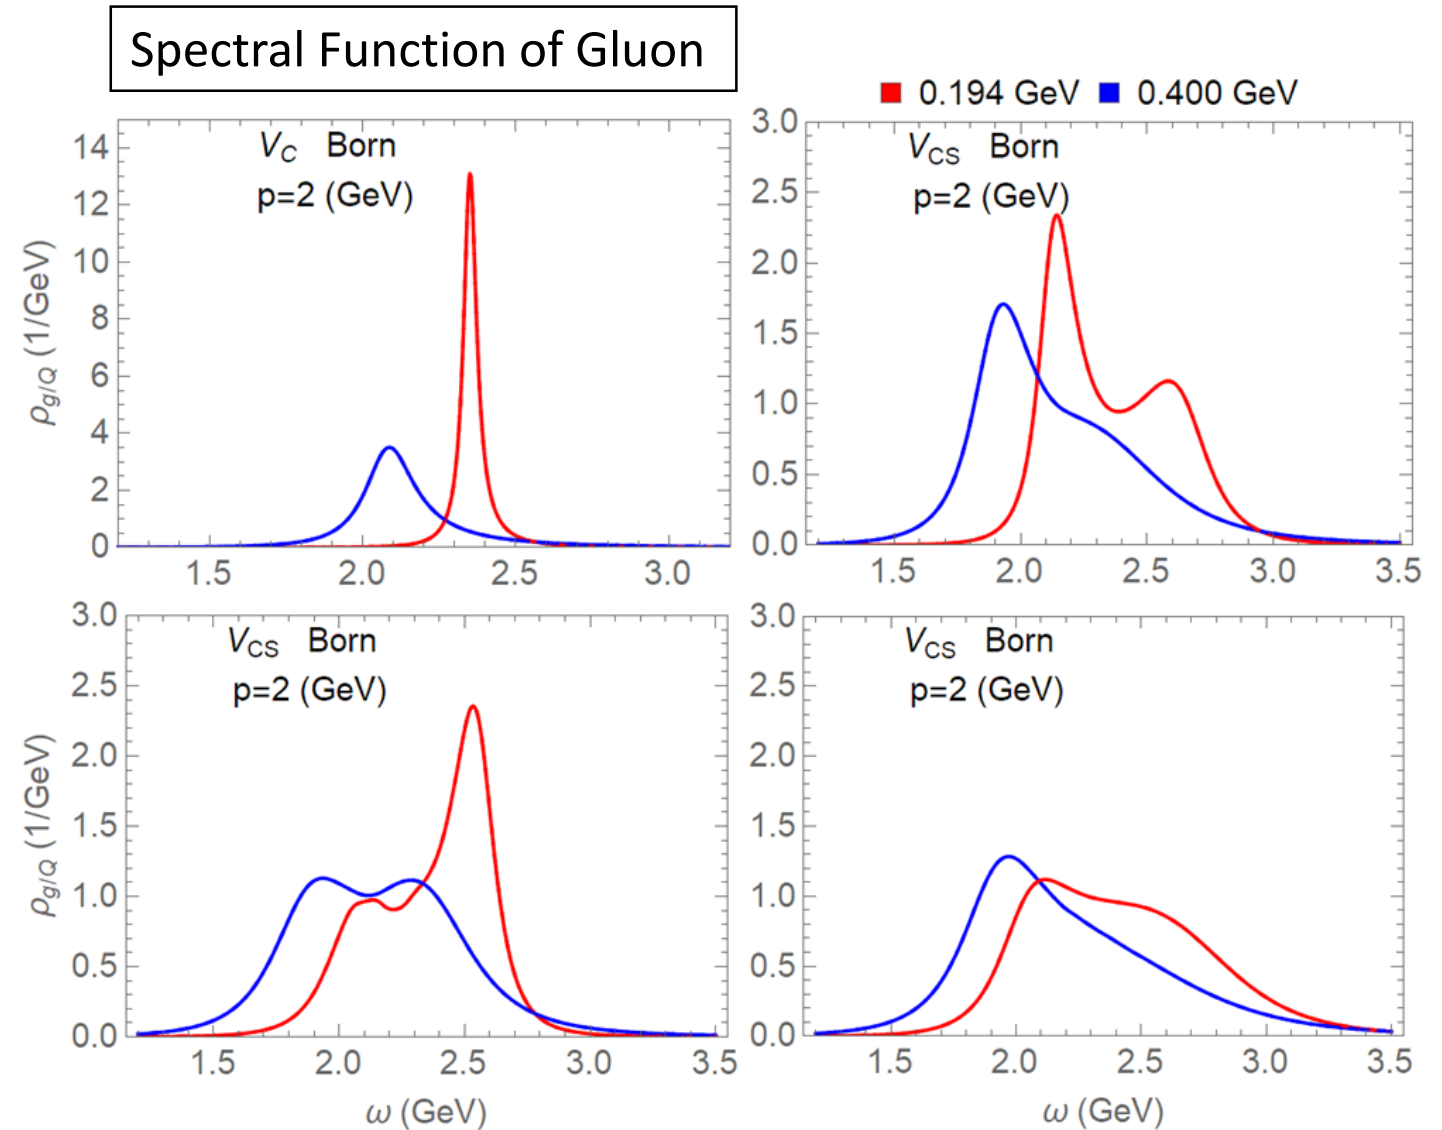 Spectral Function of Gluon
0.194 GeV 0.400 GeV
V_C Born
p=2 (GeV)
ρ_g/Q (1/GeV)
14
12
10
8
6
4
2
0
1.5 2.0 2.5 3.0
V_CS Born
p=2 (GeV)
3.0
2.5
2.0
1.5
1.0
0.5
0.0
1.5 2.0 2.5 3.0 3.5
V_CS Born
p=2 (GeV)
ρ_g/Q (1/GeV)
3.0
2.5
2.0
1.5
1.0
0.5
0.0
1.5 2.0 2.5 3.0 3.5
ω (GeV)
V_CS Born
p=2 (GeV)
3.0
2.5
2.0
1.5
1.0
0.5
0.0
1.5 2.0 2.5 3.0 3.5
ω (GeV)